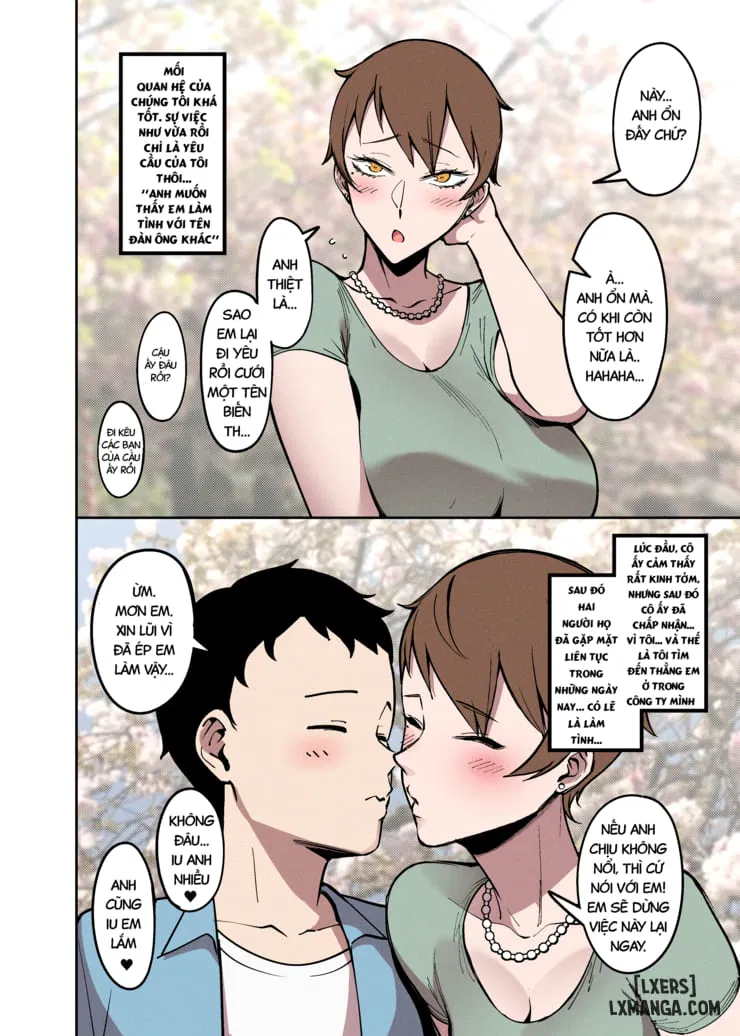 NÀY...
ANH ỔN
ĐẤY CHỨ?
À...
ANH ỔN MÀ.
CÓ KHI CÒN
TỐT HƠN
NỮA LÀ..
HAHAHA...
MỐI
QUAN HỆ CỦA
CHÚNG TÔI KHÁ
TỐT. SỰ VIỆC
NHƯ VỪA RỒI
CHỈ LÀ YÊU
CẦU CỦA TÔI
THÔI...
"ANH MUỐN
THẤY EM LÀM
TÌNH VỚI TÊN
ĐÀN ÔNG KHÁC"
ANH
THIỆT
LÀ...
SAO
EM LẠI
ĐI YÊU
RỒI CƯỚI
MỘT TÊN
BIẾN
TH...
CẬU
ẤY ĐÂU
RỒI?
ĐI KÊU
CÁC BẠN
CỦA CẬU
ẤY RỒI
LÚC ĐẦU, CÔ
ẤY CẢM THẤY
RẤT KINH TỞM,
NHƯNG SAU ĐÓ
CÔ ẤY ĐÃ
CHẤP NHẬN...
VÌ TÔI... VÀ THẾ
LÀ TÔI TÌM
ĐẾN THẰNG EM
Ở TRONG
CÔNG TY MÌNH
SAU ĐÓ
HAI
NGƯỜI HỌ
ĐÃ GẶP MẶT
LIÊN TỤC
TRONG
NHỮNG NGÀY
NAY... CÓ LẼ
LÀ LÀM
TÌNH...
ỪM.
MƠN EM.
XIN LŨI VÌ
ĐÃ ÉP EM
LÀM VẬY...
NẾU ANH
CHỊU KHÔNG
NỔI, THÌ CỨ
NÓI VỚI EM!
EM SẼ DỪNG
VIỆC NÀY LẠI
NGAY.
KHÔNG
ĐÂU...
IU ANH
NHIỀU
♥
ANH
CŨNG
IU EM
LẮM
♥
[LXERS]
LXMANGA.COM